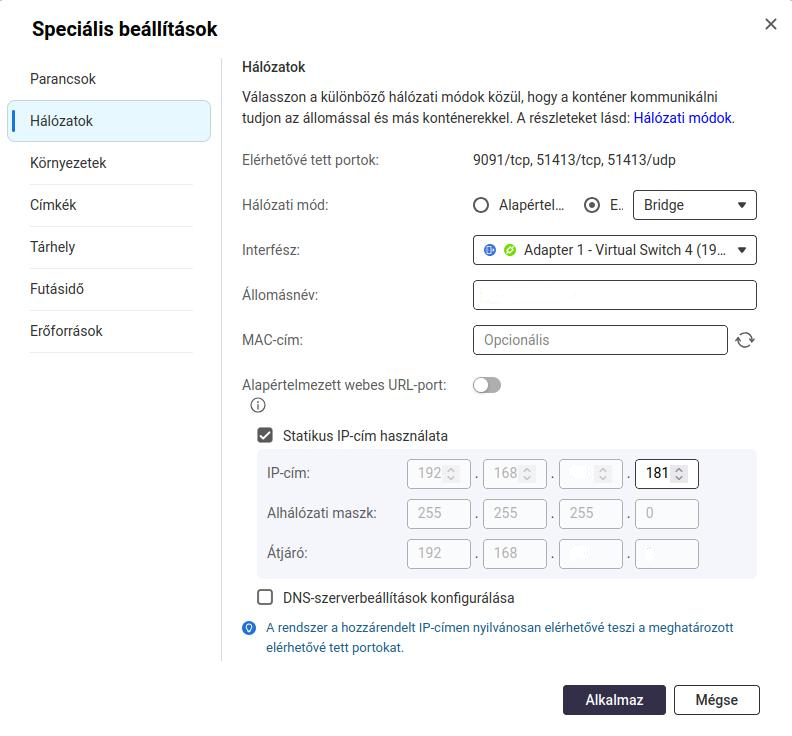 Speciális beállítások
Parancsok
Hálózatok
Környezetek
Címkék
Tárhely
Futásidő
Erőforrások
Hálózatok
Válasszon a különböző hálózati módok közül, hogy a konténer kommunikálni
tudjon az állomással és más konténerekkel. A részleteket lásd: Hálózati módok.
Elérhetővé tett portok: 9091/tcp, 51413/tcp, 51413/udp
Hálózati mód: Alapértel... E.. Bridge
Interfész: Adapter 1 - Virtual Switch 4 (19...
Állomásnév:
MAC-cím: Opcionális
Alapértelmezett webes URL-port:
Statikus IP-cím használata
IP-cím: 192 . 168 . . 181
Alhálózati maszk: 255 . 255 . 255 . 0
Átjáró: 192 . 168 . .
DNS-szerverbeállítások konfigurálása
A rendszer a hozzárendelt IP-címen nyilvánosan elérhetővé teszi a meghatározott
elérhetővé tett portokat.
Alkalmaz Mégse